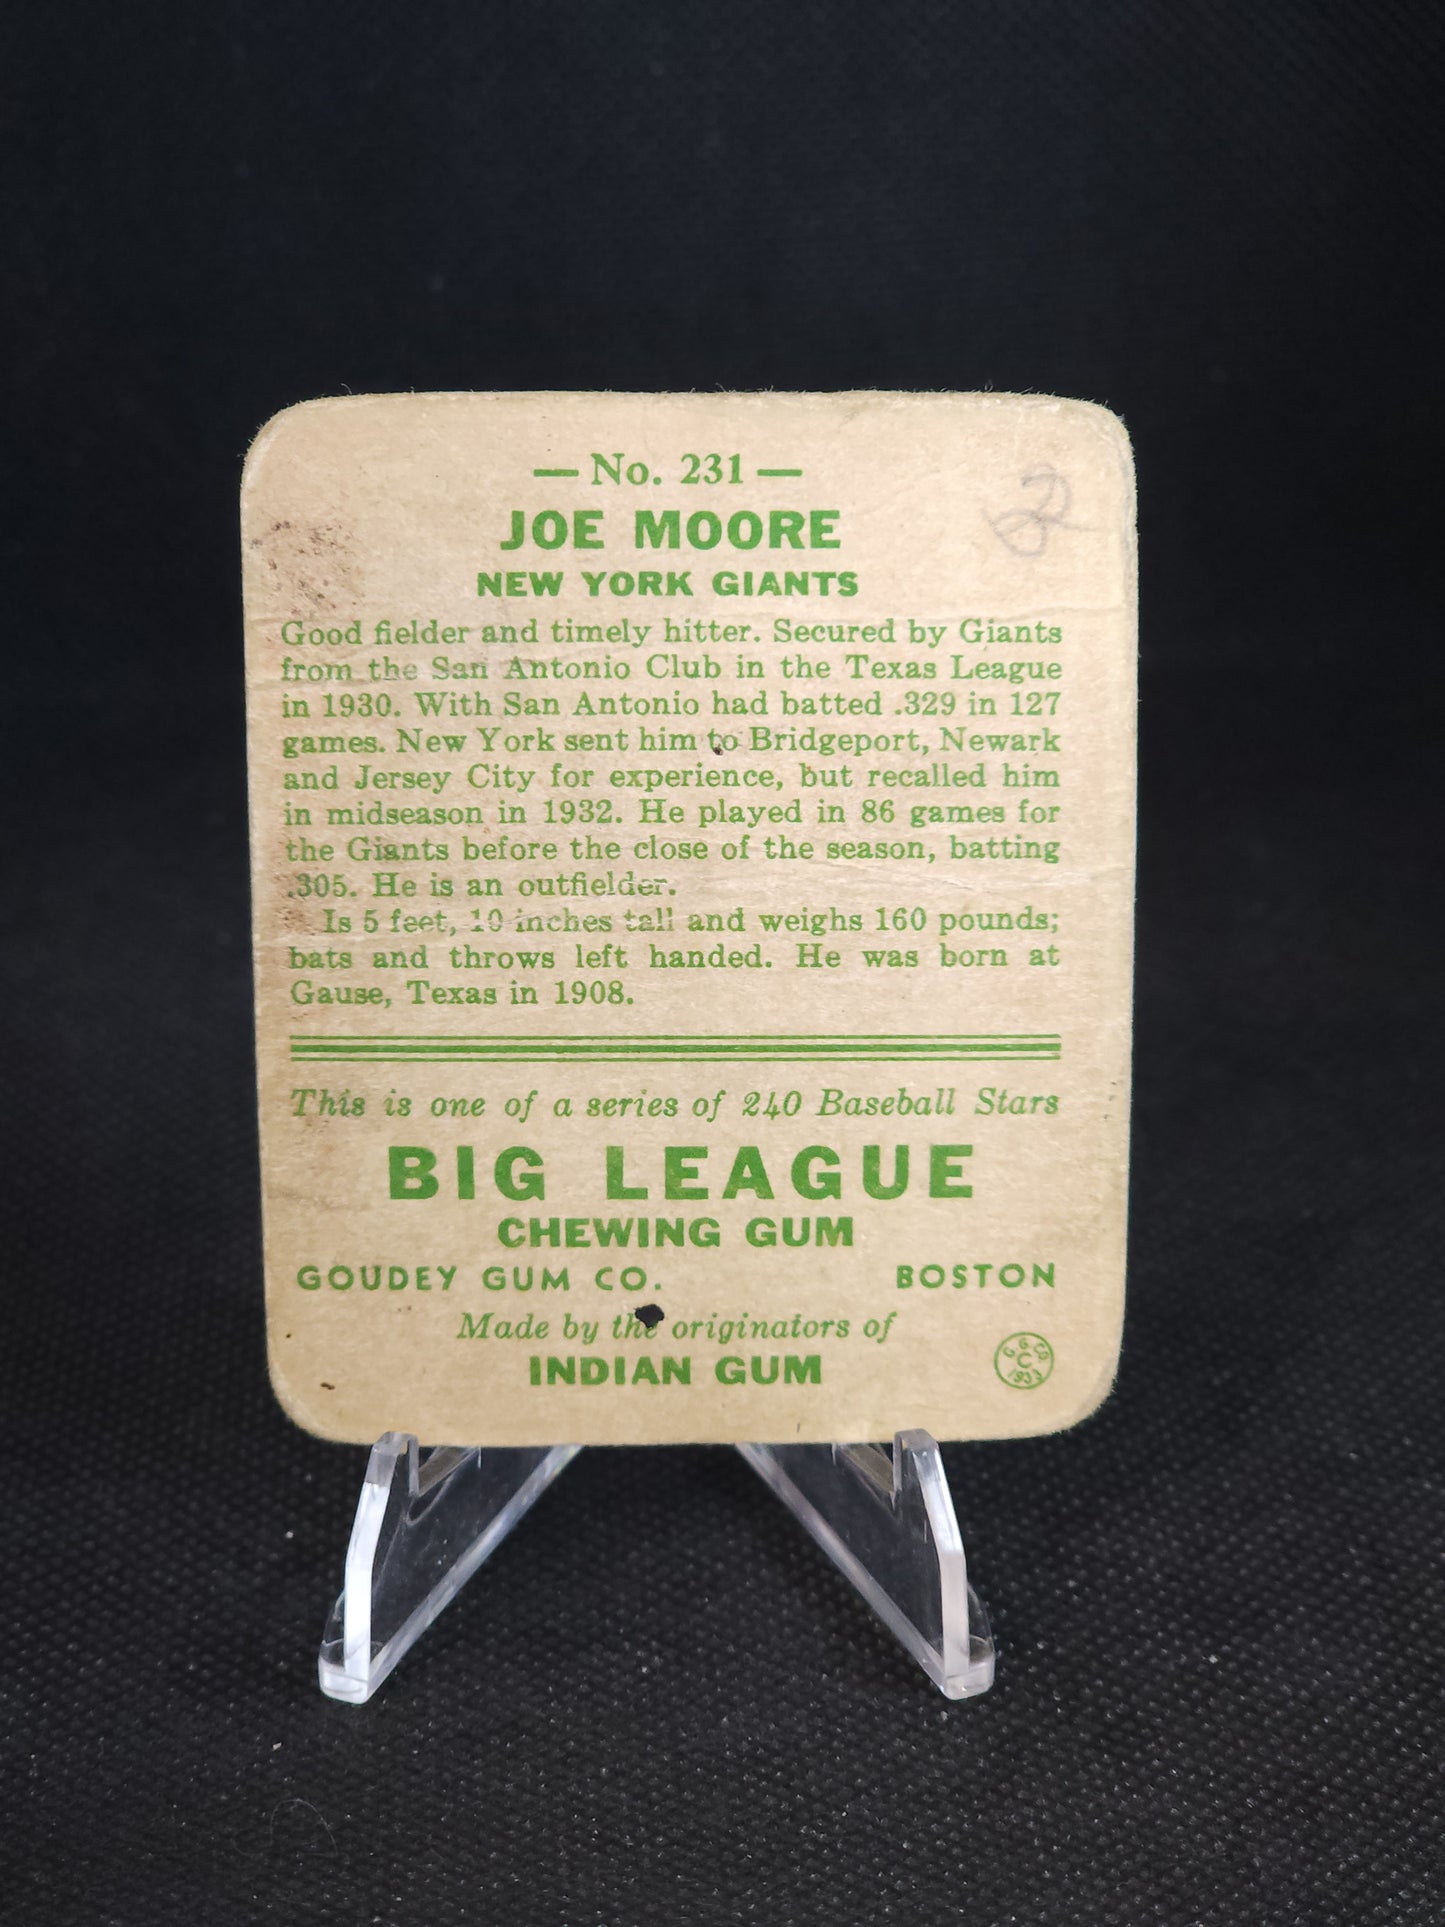 — No. 231 —
JOE MOORE
NEW YORK GIANTS
Good fielder and timely hitter. Secured by Giants
from the San Antonio Club in the Texas League
in 1930. With San Antonio had batted .329 in 127
games. New York sent him to Bridgeport, Newark
and Jersey City for experience, but recalled him
in midseason in 1932. He played in 86 games for
the Giants before the close of the season, batting
.305. He is an outfielder.
Is 5 feet, 10 inches tall and weighs 160 pounds;
bats and throws left handed. He was born at
Gause, Texas in 1908.
This is one of a series of 240 Baseball Stars
BIG LEAGUE
CHEWING GUM
GOUDEY GUM CO. BOSTON
Made by the originators of
INDIAN GUM
G. G. CO.
C
1933